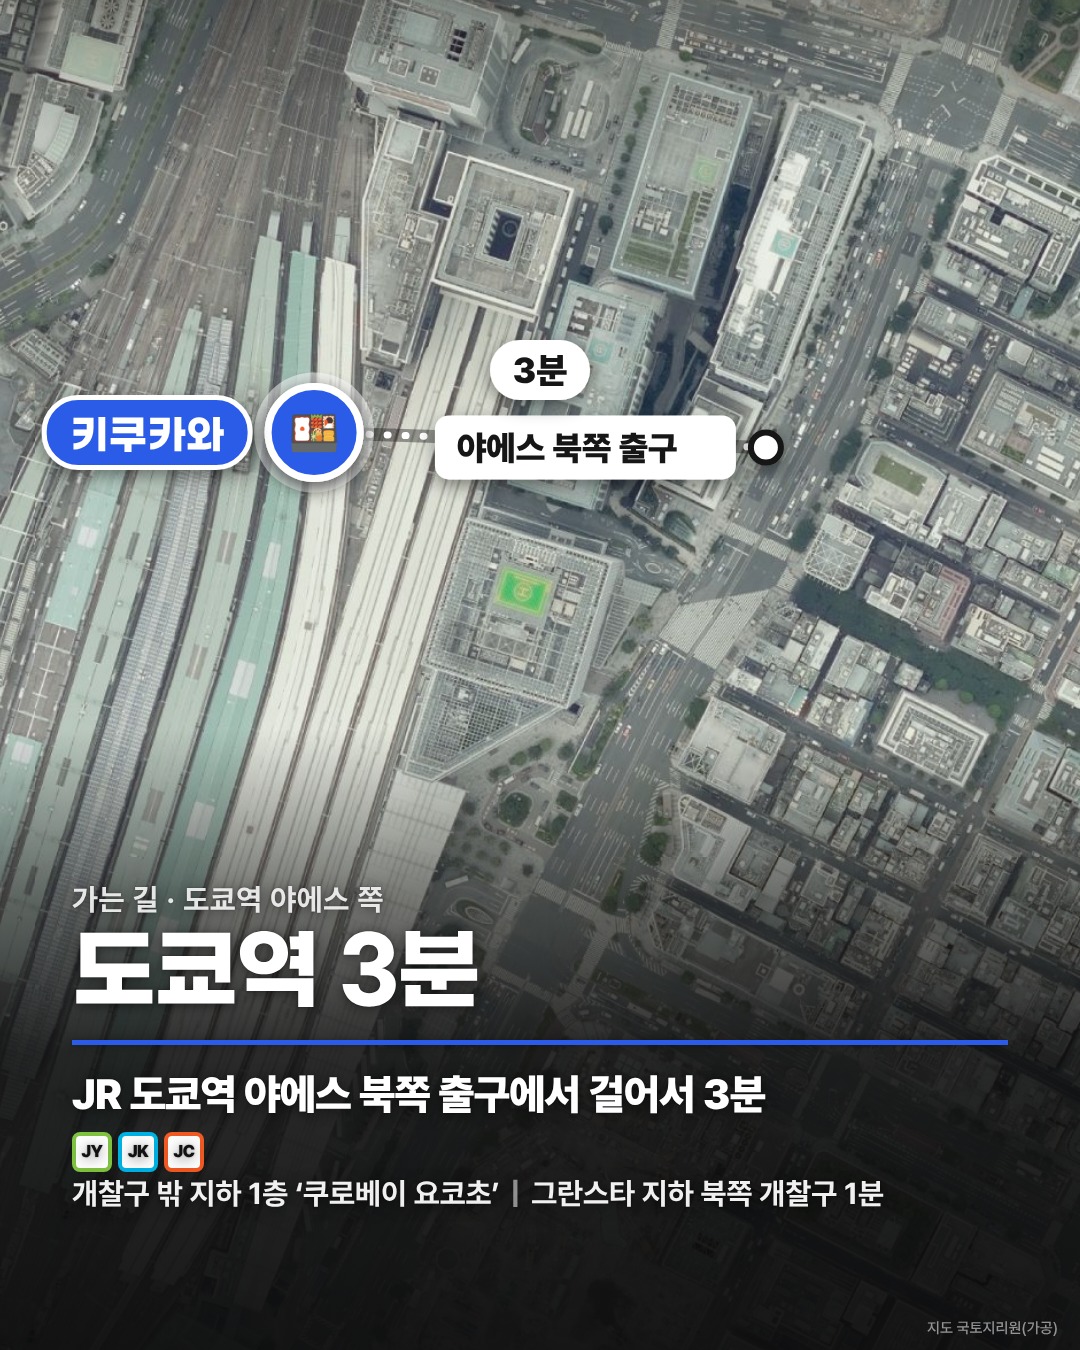 3분
키쿠카와
야에스 북쪽 출구
가는 길 · 도쿄역 야에스 쪽
도쿄역 3분
JR 도쿄역 야에스 북쪽 출구에서 걸어서 3분
JY JK JC
개찰구 밖 지하 1층 ‘쿠로베이 요코초’ | 그란스타 지하 북쪽 개찰구 1분
지도 국토지리원(가공)